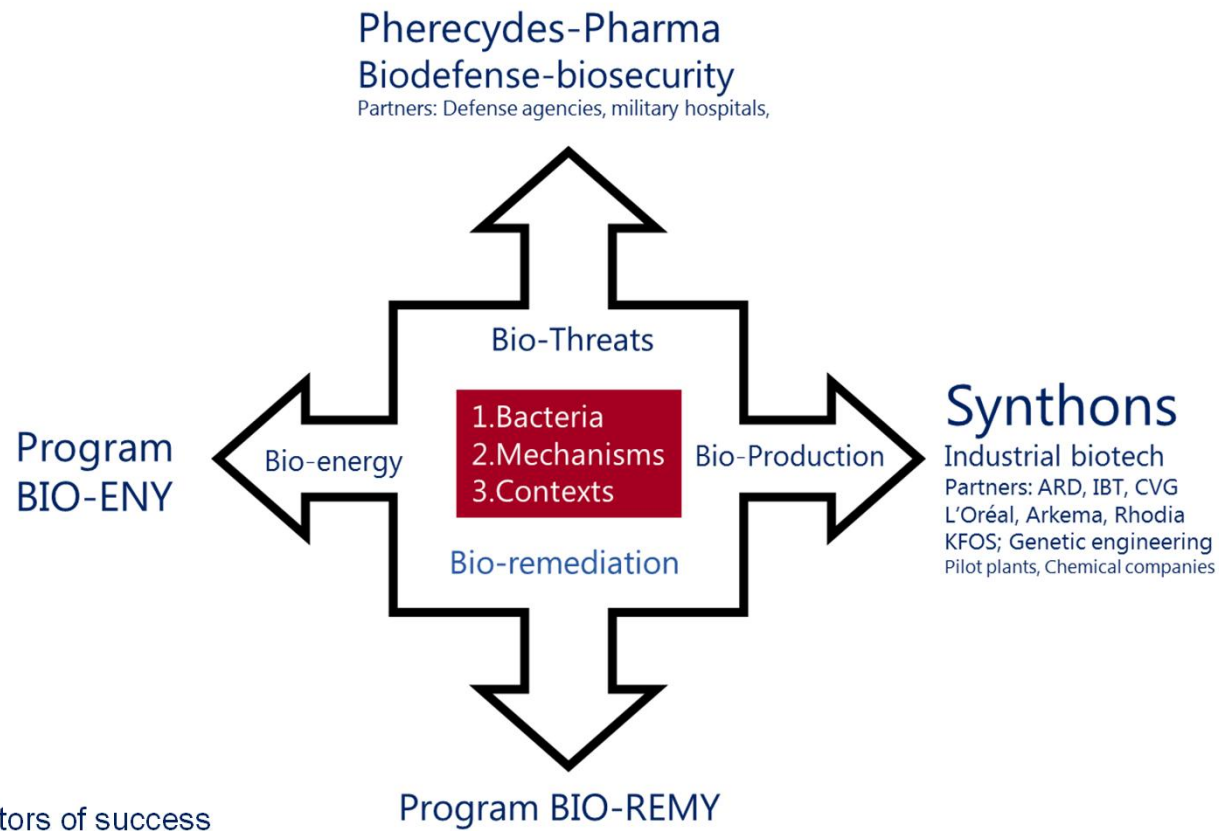 Pherecydes-Pharma
Biodefense-biosecurity
Partners: Defense agencies, military hospitals,
Bio-Threats
Program
BIO-ENY
Bio-energy
1.Bacteria
2.Mechanisms
3.Contexts
Bio-Production
Synthons
Industrial biotech
Partners: ARD, IBT, CVG
L'Oréal, Arkema, Rhodia
KFOS; Genetic engineering
Pilot plants, Chemical companies
Bio-remediation
Program BIO-REMY
of success